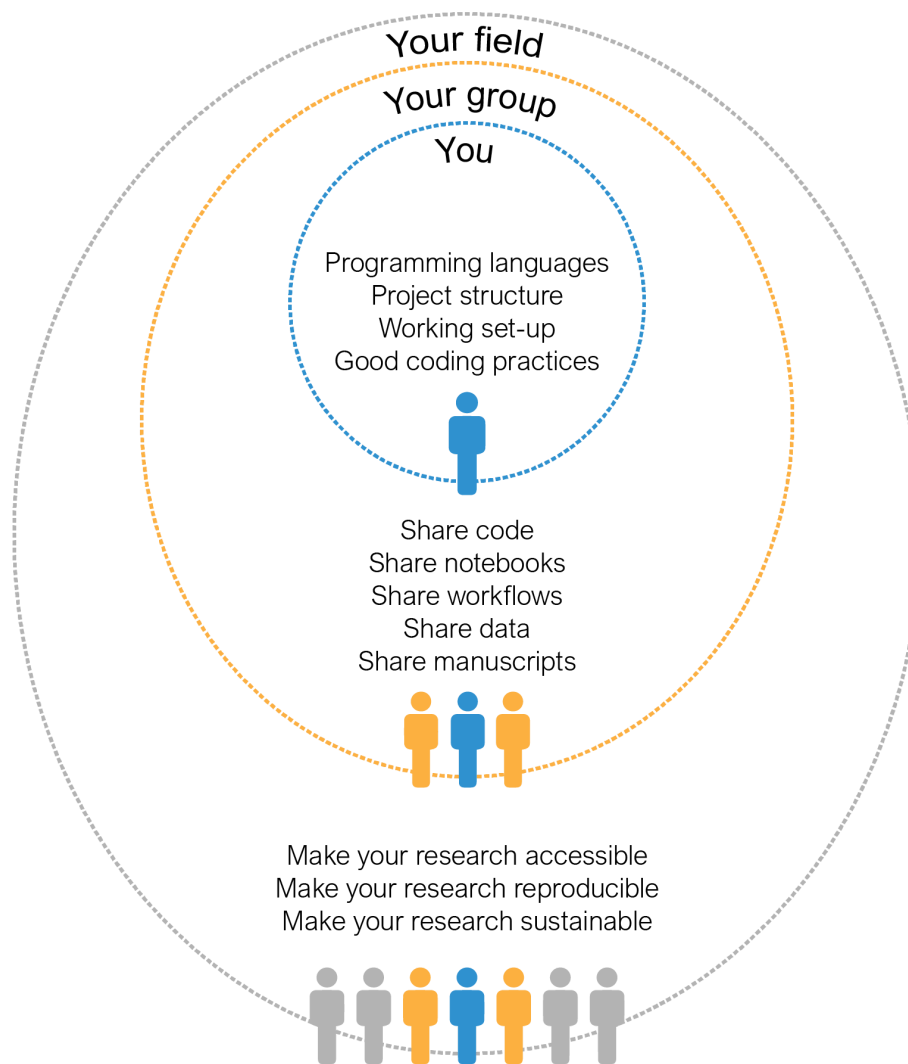 Your field
Your group
You
Programming languages
Project structure
Working set-up
Good coding practices
Share code
Share notebooks
Share workflows
Share data
Share manuscripts
Make your research accessible
Make your research reproducible
Make your research sustainable